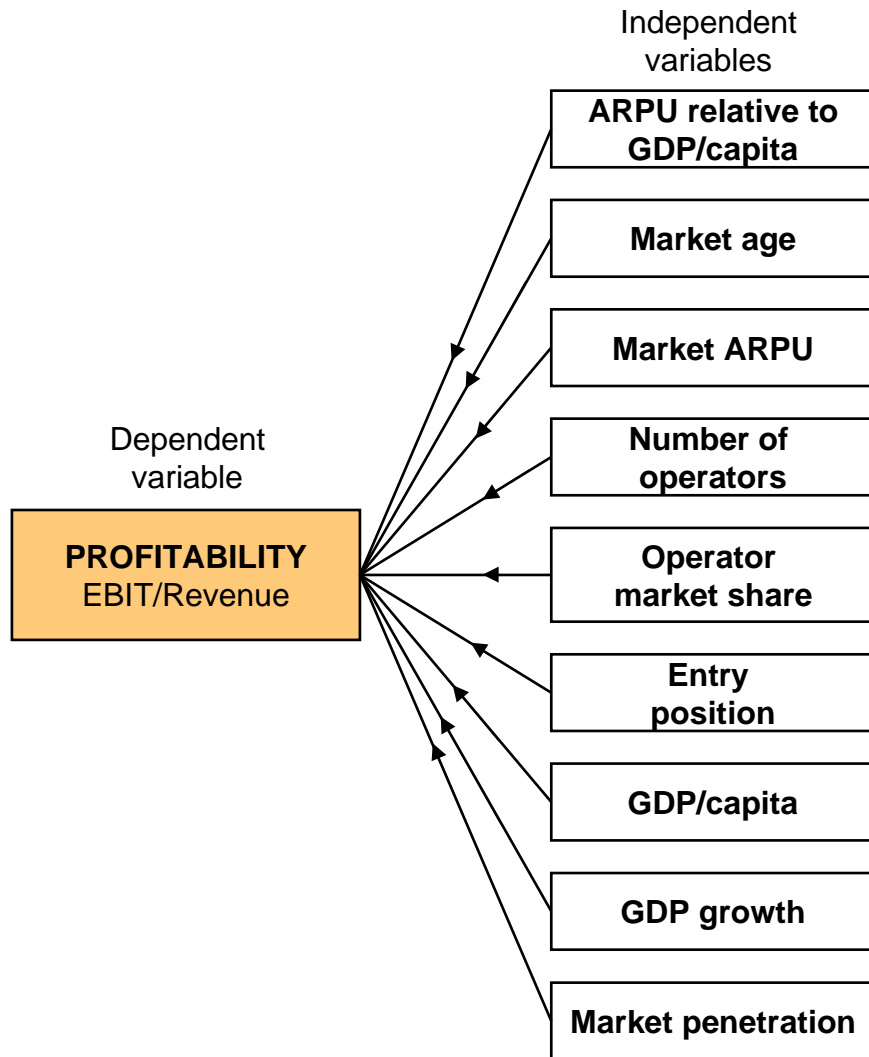 Independent
variables
ARPU relative to
GDP/capita
Market age
Market ARPU
Number of
operators
Dependent
variable
PROFITABILITY
EBIT/Revenue
Operator
market share
Entry
position
GDP/capita
GDP growth
Market penetration